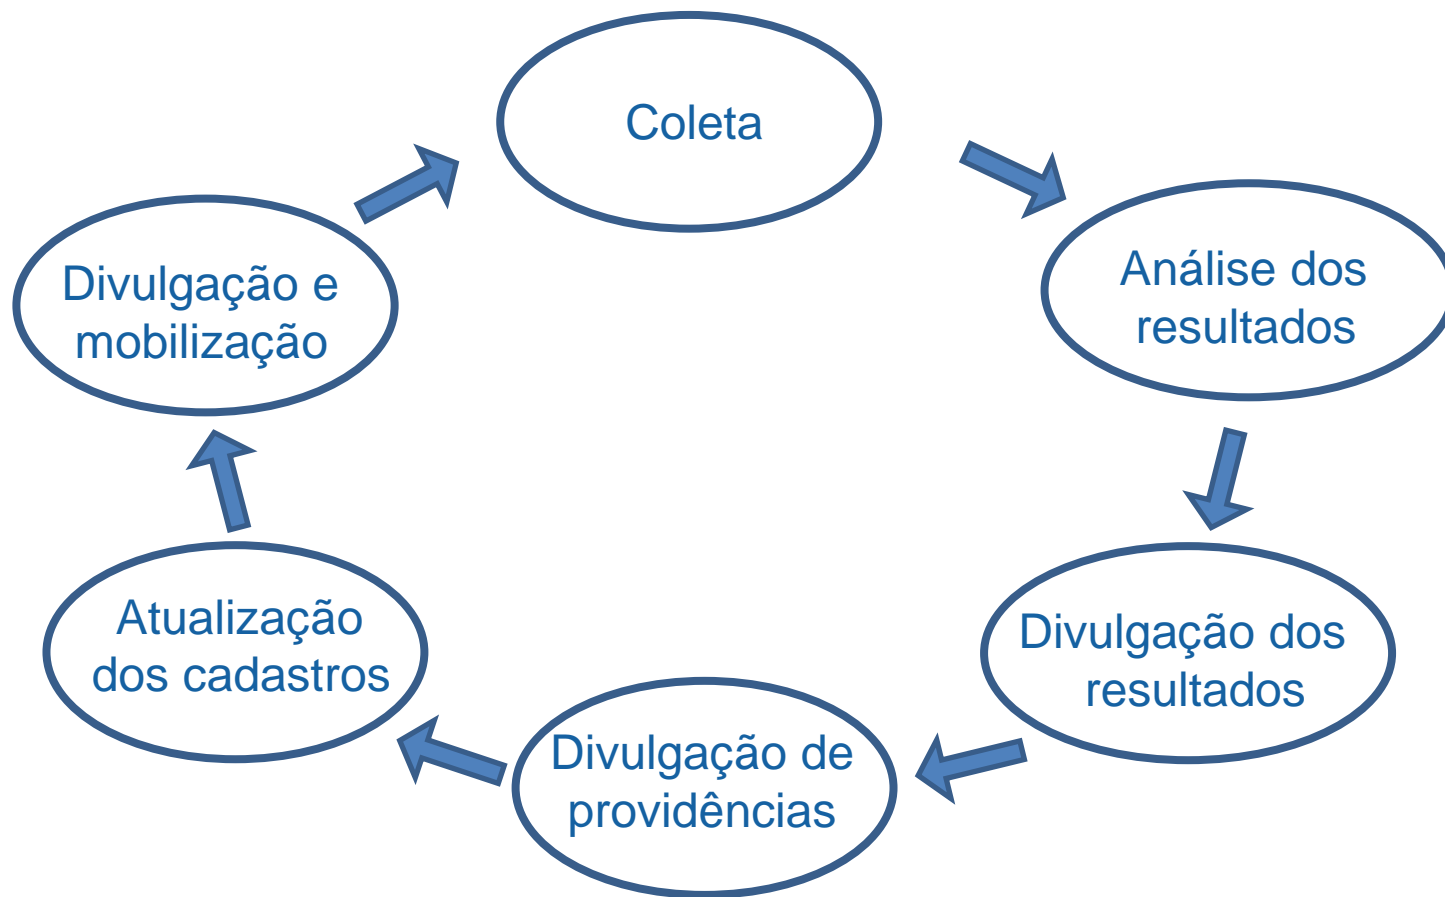 Coleta
Análise dos
resultados
Divulgação dos
resultados
Divulgação de
providências
Atualização
dos cadastros
Divulgação e
mobilização